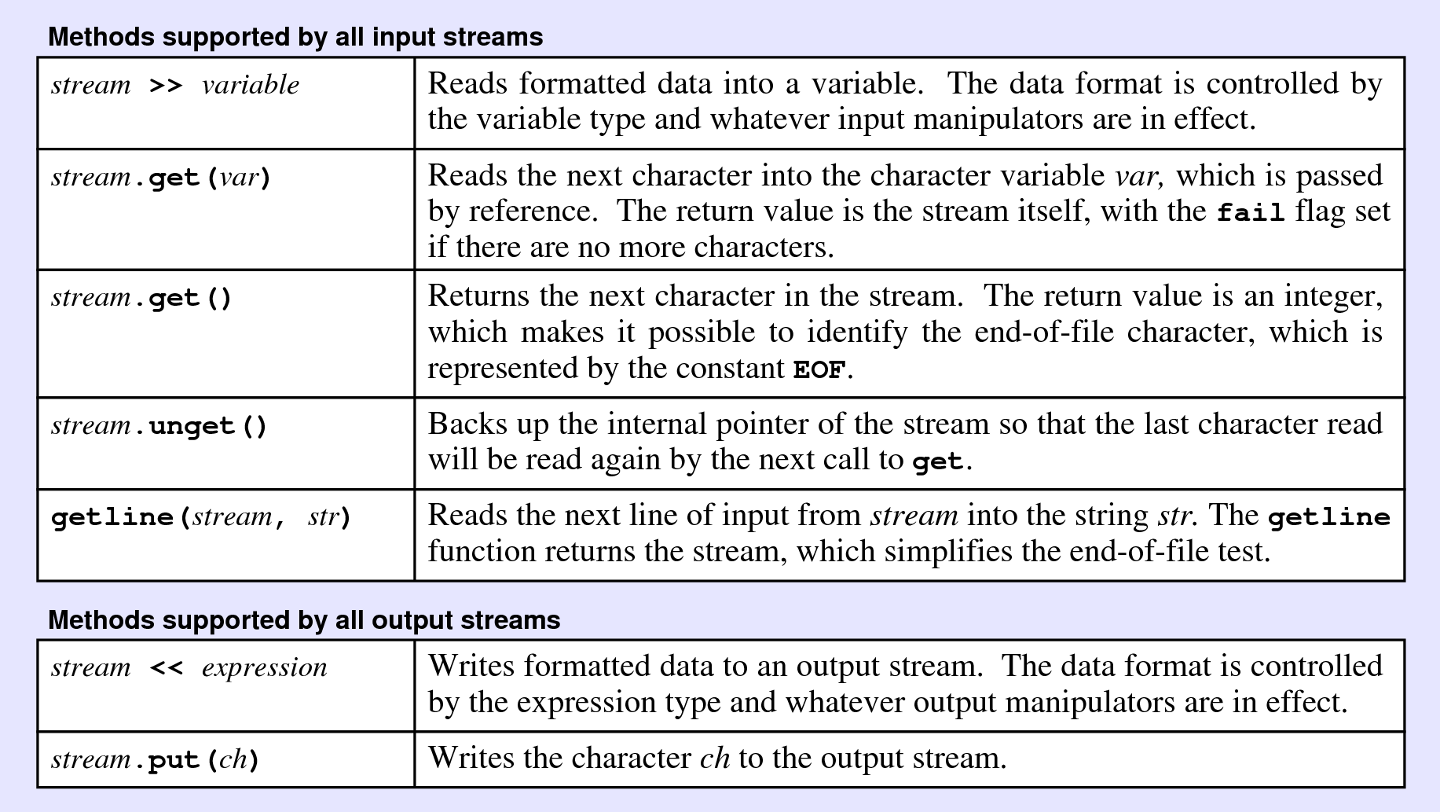 Methods supported by all input streams
stream >> variable
Reads formatted data into a variable. The data format is controlled by
the variable type and whatever input manipulators are in effect.
stream.get(var)
Reads the next character into the character variable var, which is passed
by reference. The return value is the stream itself, with the fail flag set
if there are no more characters.
stream.get()
Returns the next character in the stream. The return value is an integer,
which makes it possible to identify the end-of-file character, which is
represented by the constant EOF.
stream.unget()
Backs up the internal pointer of the stream so that the last character read
will be read again by the next call to get.
getline(stream, str)
Reads the next line of input from stream into the string str. The getline
function returns the stream, which simplifies the end-of-file test.
Methods supported by all output streams
stream << expression
Writes formatted data to an output stream. The data format is controlled
by the expression type and whatever output manipulators are in effect.
stream.put(ch)
Writes the character ch to the output stream.